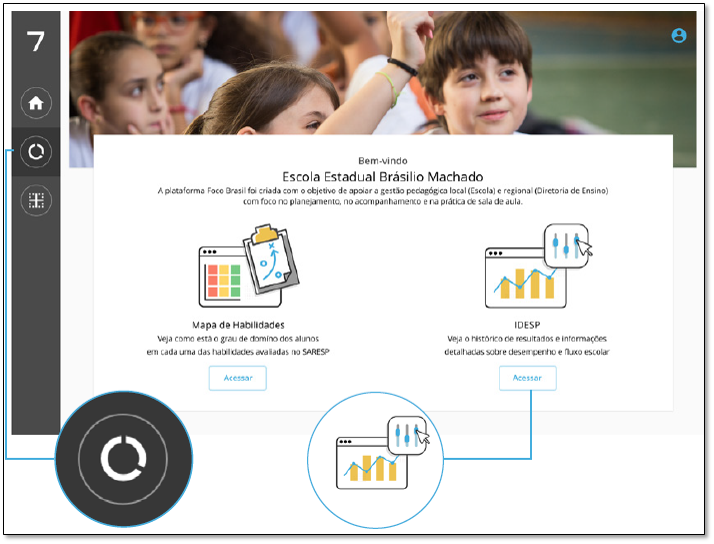 7
Bem-vindo
Escola Estadual Brásilio Machado
A plataforma Foco Brasil foi criada com o objetivo de apoiar a gestão pedagógica local (Escola) e regional (Diretoria de Ensino)
com foco no planejamento, no acompanhamento e na prática de sala de aula.
Mapa de Habilidades
Veja como está o grau de domíno dos alunos
em cada uma das habilidades avaliadas no SARESP
Acessar
IDESP
Veja o histórico de resultados e informações
detalhadas sobre desempenho e fluxo escolar
Acessar